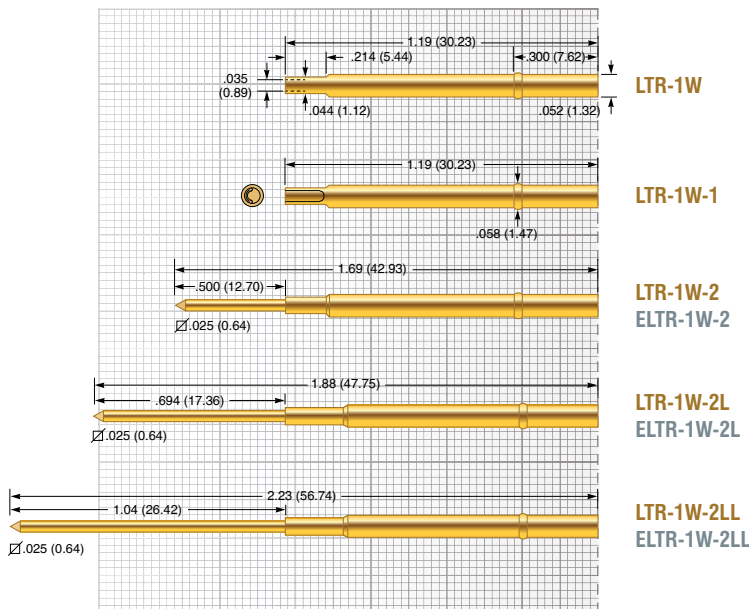 1.19 (30.23)
.214 (5.44)
.300 (7.62)
.035
(0.89)
.044 (1.12)
.052 (1.32)
LTR-1W
1.19 (30.23)
.058 (1.47)
LTR-1W-1
1.69 (42.93)
.500 (12.70)
.025 (0.64)
LTR-1W-2
ELTR-1W-2
1.88 (47.75)
.694 (17.36)
.025 (0.64)
LTR-1W-2L
ELTR-1W-2L
2.23 (56.74)
1.04 (26.42)
.025 (0.64)
LTR-1W-2LL
ELTR-1W-2LL